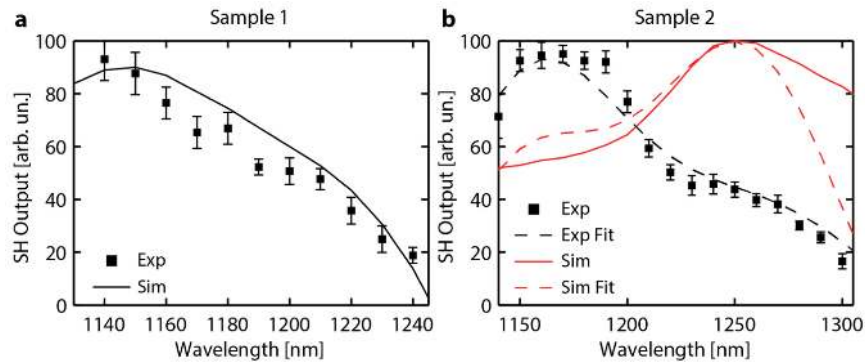 a
Sample 1
SH Output [arb. un.]
100
80
60
40
20
0
Exp
Sim
1140 1160 1180 1200 1220 1240
Wavelength [nm]
b
Sample 2
SH Output [arb. un.]
100
80
60
40
20
0
Exp
Exp Fit
Sim
Sim Fit
1150 1200 1250 1300
Wavelength [nm]